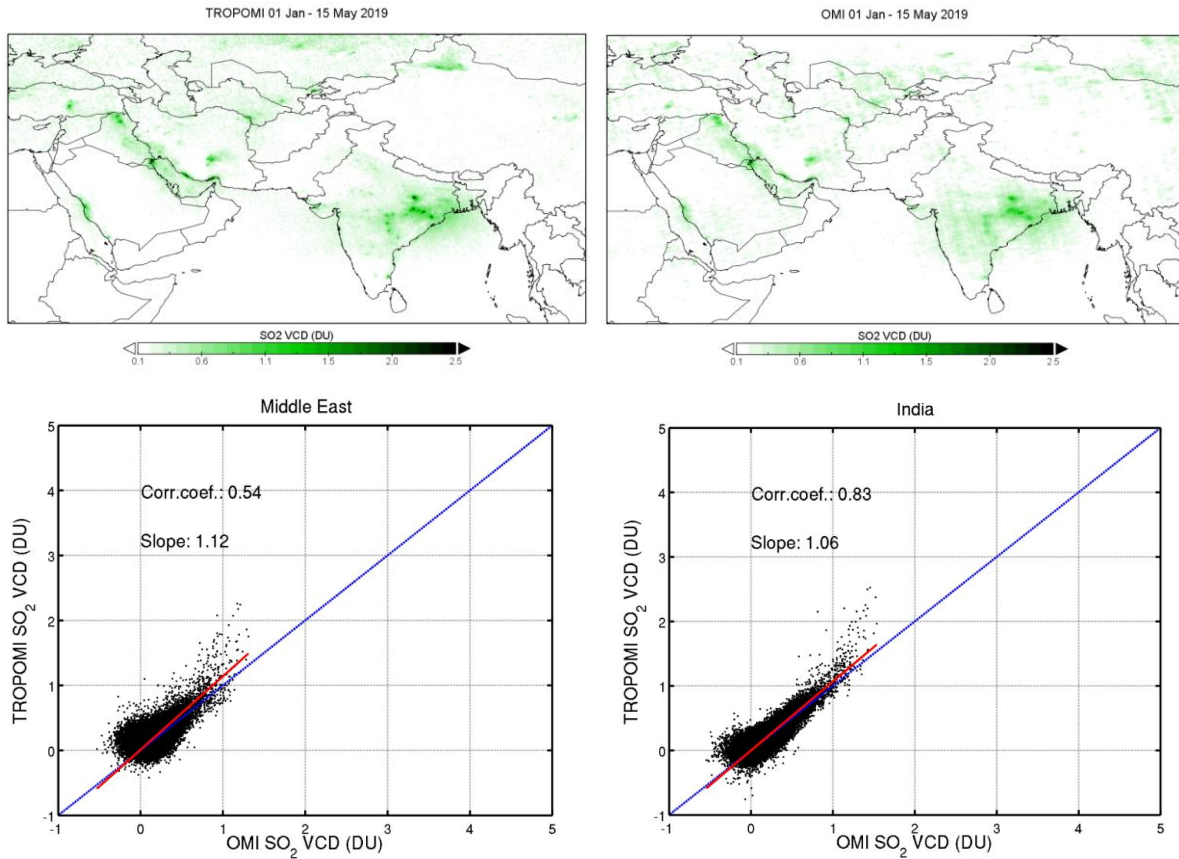 TROPOMI 01 Jan - 15 May 2019
OMI 01 Jan - 15 May 2019
SO2 VCD (DU)
0.1 0.6 1.1 1.5 2.0 2.5
SO2 VCD (DU)
0.1 0.6 1.1 1.5 2.0 2.5
Middle East
Corr.coef.: 0.54
Slope: 1.12
TROPOMI SO₂ VCD (DU)
5
4
3
2
1
0
-1
-1 0 1 2 3 4 5
OMI SO₂ VCD (DU)
India
Corr.coef.: 0.83
Slope: 1.06
TROPOMI SO₂ VCD (DU)
5
4
3
2
1
0
-1
-1 0 1 2 3 4 5
OMI SO₂ VCD (DU)